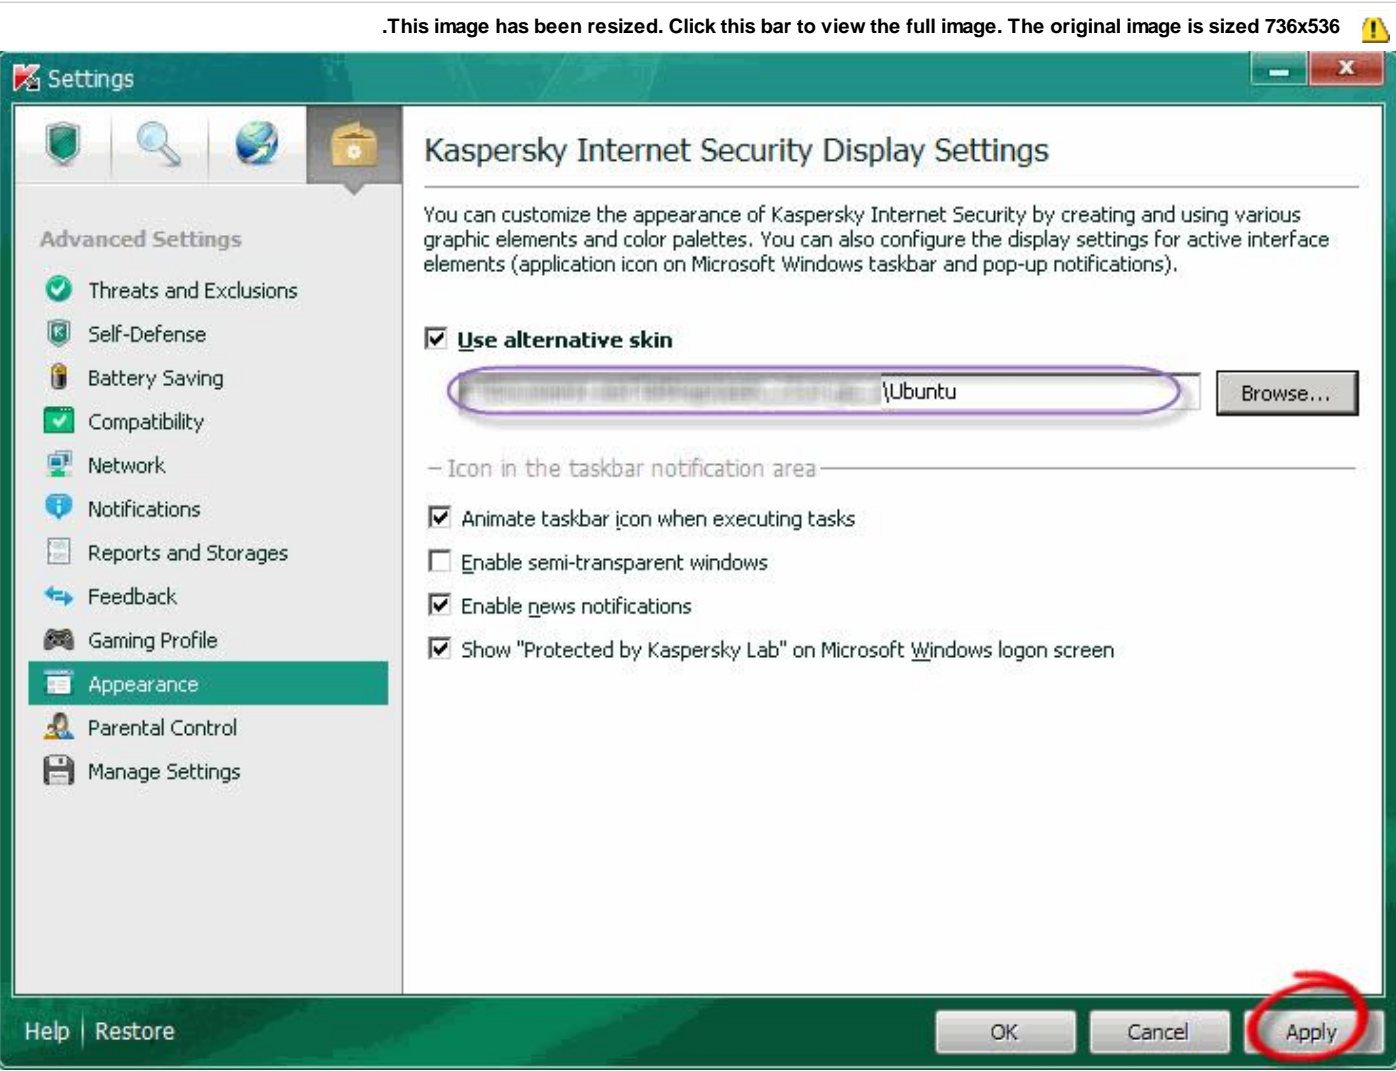 .This image has been resized. Click this bar to view the full image. The original image is sized 736x536
Settings
Kaspersky Internet Security Display Settings
You can customize the appearance of Kaspersky Internet Security by creating and using various
graphic elements and color palettes. You can also configure the display settings for active interface
elements (application icon on Microsoft Windows taskbar and pop-up notifications).
Advanced Settings
Threats and Exclusions
Self-Defense
Battery Saving
Compatibility
Network
Notifications
Reports and Storages
Feedback
Gaming Profile
Appearance
Parental Control
Manage Settings
Use alternative skin
\Ubuntu
Browse...
Icon in the taskbar notification area
Animate taskbar icon when executing tasks
Enable semi-transparent windows
Enable news notifications
Show "Protected by Kaspersky Lab" on Microsoft Windows logon screen
Help | Restore
OK
Cancel
Apply